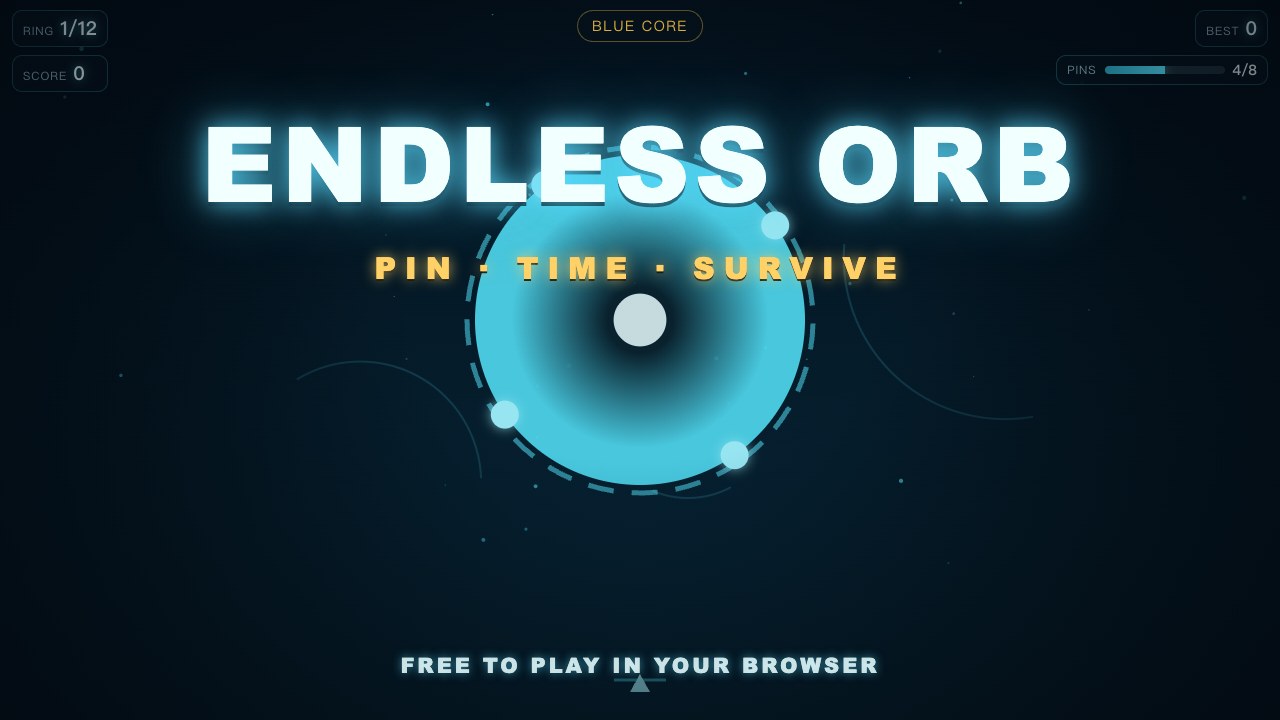 RING 1/12
BLUE CORE
BEST 0
SCORE 0
PINS 4/8
ENDLESS ORB
PIN · TIME · SURVIVE
FREE TO PLAY IN YOUR BROWSER